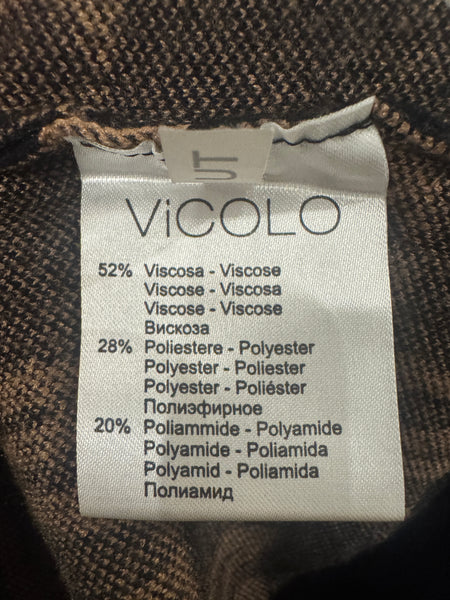 UT
ViCOLO
52% Viscosa - Viscose
Viscose - Viscosa
Viscose - Viscose
Вискоза
28% Poliestere - Polyester
Polyester - Poliester
Polyester - Poliéster
Полиэфирное
20% Poliammide - Polyamide
Polyamide - Poliamida
Polyamid - Poliamida
Полиамид